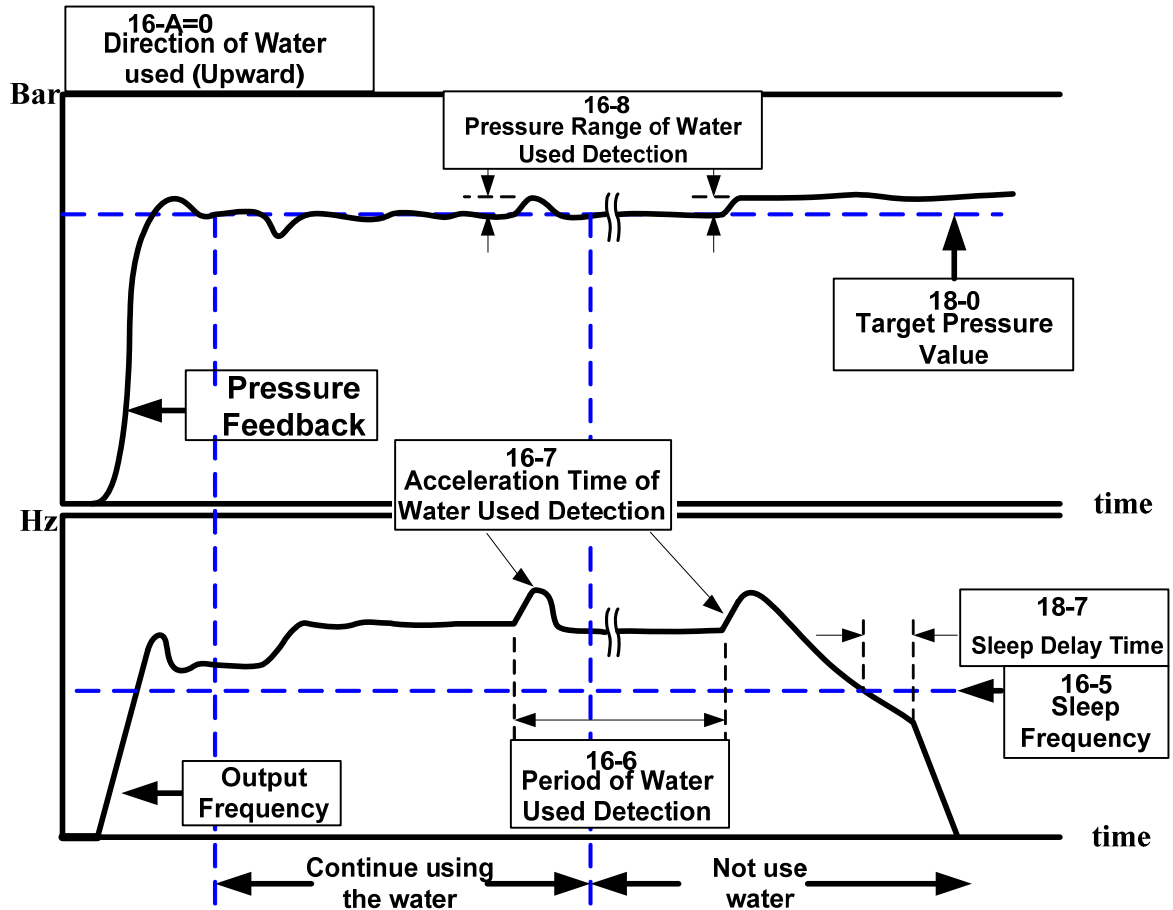 16-A=0
Direction of Water
used (Upward)
Bar
16-8
Pressure Range of Water
Used Detection
18-0
Target Pressure
Value
Pressure
Feedback
16-7
Acceleration Time of
Water Used Detection
time
Hz
18-7
Sleep Delay Time
16-5
Sleep
Frequency
16-6
Period of Water
Used Detection
Output
Frequency
time
Continue using
the water
Not use
water